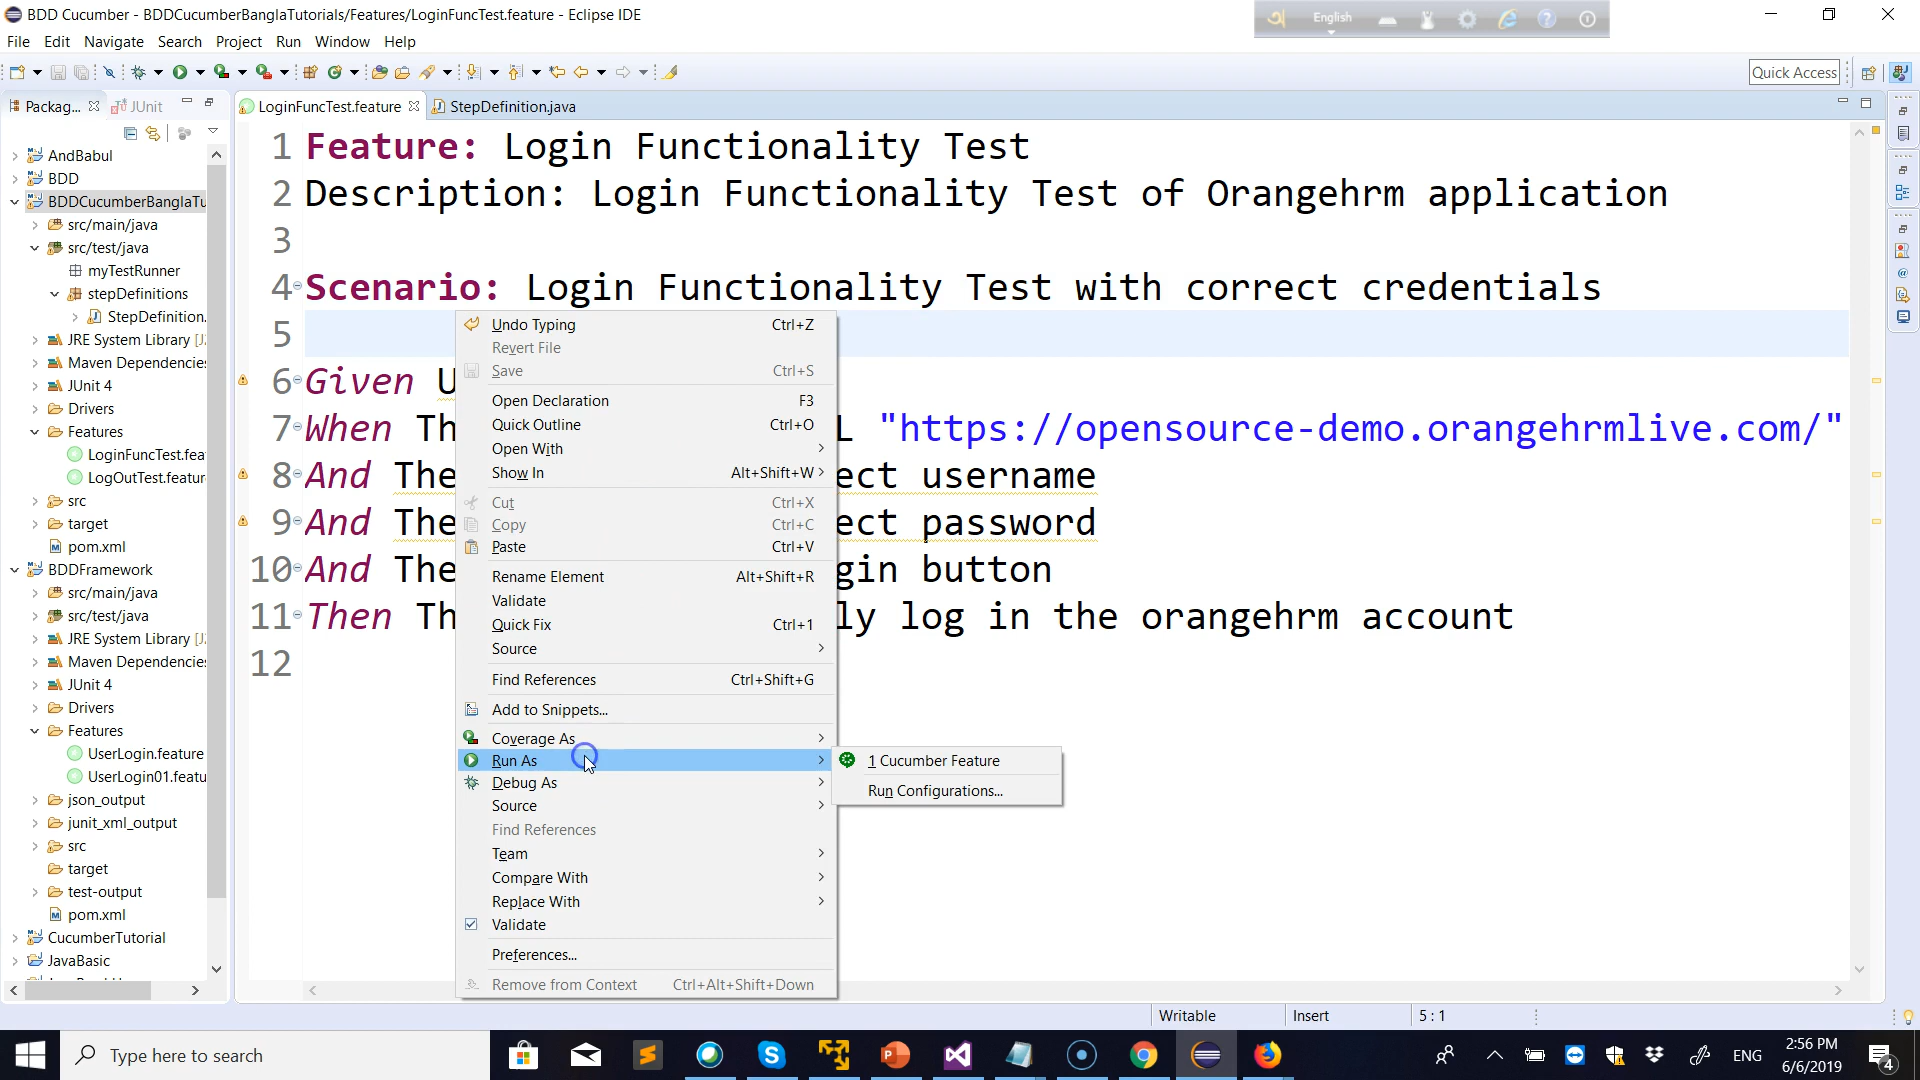 BDD Cucumber - BDDCucumberBanglaTutorials/Features/LoginFuncTest.feature - Eclipse IDE
English
File Edit Navigate Search Project Run Window Help
Quick Access
Packag... JUnit
LoginFuncTest.feature StepDefinition.java
AndBabul
BDD
BDDCucumberBanglaTu
src/main/java
src/test/java
myTestRunner
stepDefinitions
StepDefinition.
JRE System Library [J
Maven Dependencie
JUnit 4
Drivers
Features
LoginFuncTest.fea
LogOutTest.featur
src
target
pom.xml
BDDFramework
src/main/java
src/test/java
JRE System Library [J
Maven Dependencie
JUnit 4
Drivers
Features
UserLogin.feature
UserLogin01.featu
json_output
junit_xml_output
src
target
test-output
pom.xml
CucumberTutorial
JavaBasic
1 Feature: Login Functionality Test
2 Description: Login Functionality Test of Orangehrm application
3
4 Scenario: Login Functionality Test with correct credentials
5
6 Given U
7 When Th L "https://opensource-demo.orangehrmlive.com/"
8 And The ect username
9 And The ect password
10 And The gin button
11 Then Th ly log in the orangehrm account
12
Undo Typing Ctrl+Z
Revert File
Save Ctrl+S
Open Declaration F3
Quick Outline Ctrl+O
Open With
Show In Alt+Shift+W
Cut Ctrl+X
Copy Ctrl+C
Paste Ctrl+V
Rename Element Alt+Shift+R
Validate
Quick Fix Ctrl+1
Source
Find References Ctrl+Shift+G
Add to Snippets...
Coverage As
Run As
Debug As
Source
Find References
Team
Compare With
Replace With
Validate
Preferences...
Remove from Context Ctrl+Alt+Shift+Down
1 Cucumber Feature
Run Configurations...
Writable Insert 5 : 1
Type here to search
ENG
2:56 PM
6/6/2019
4